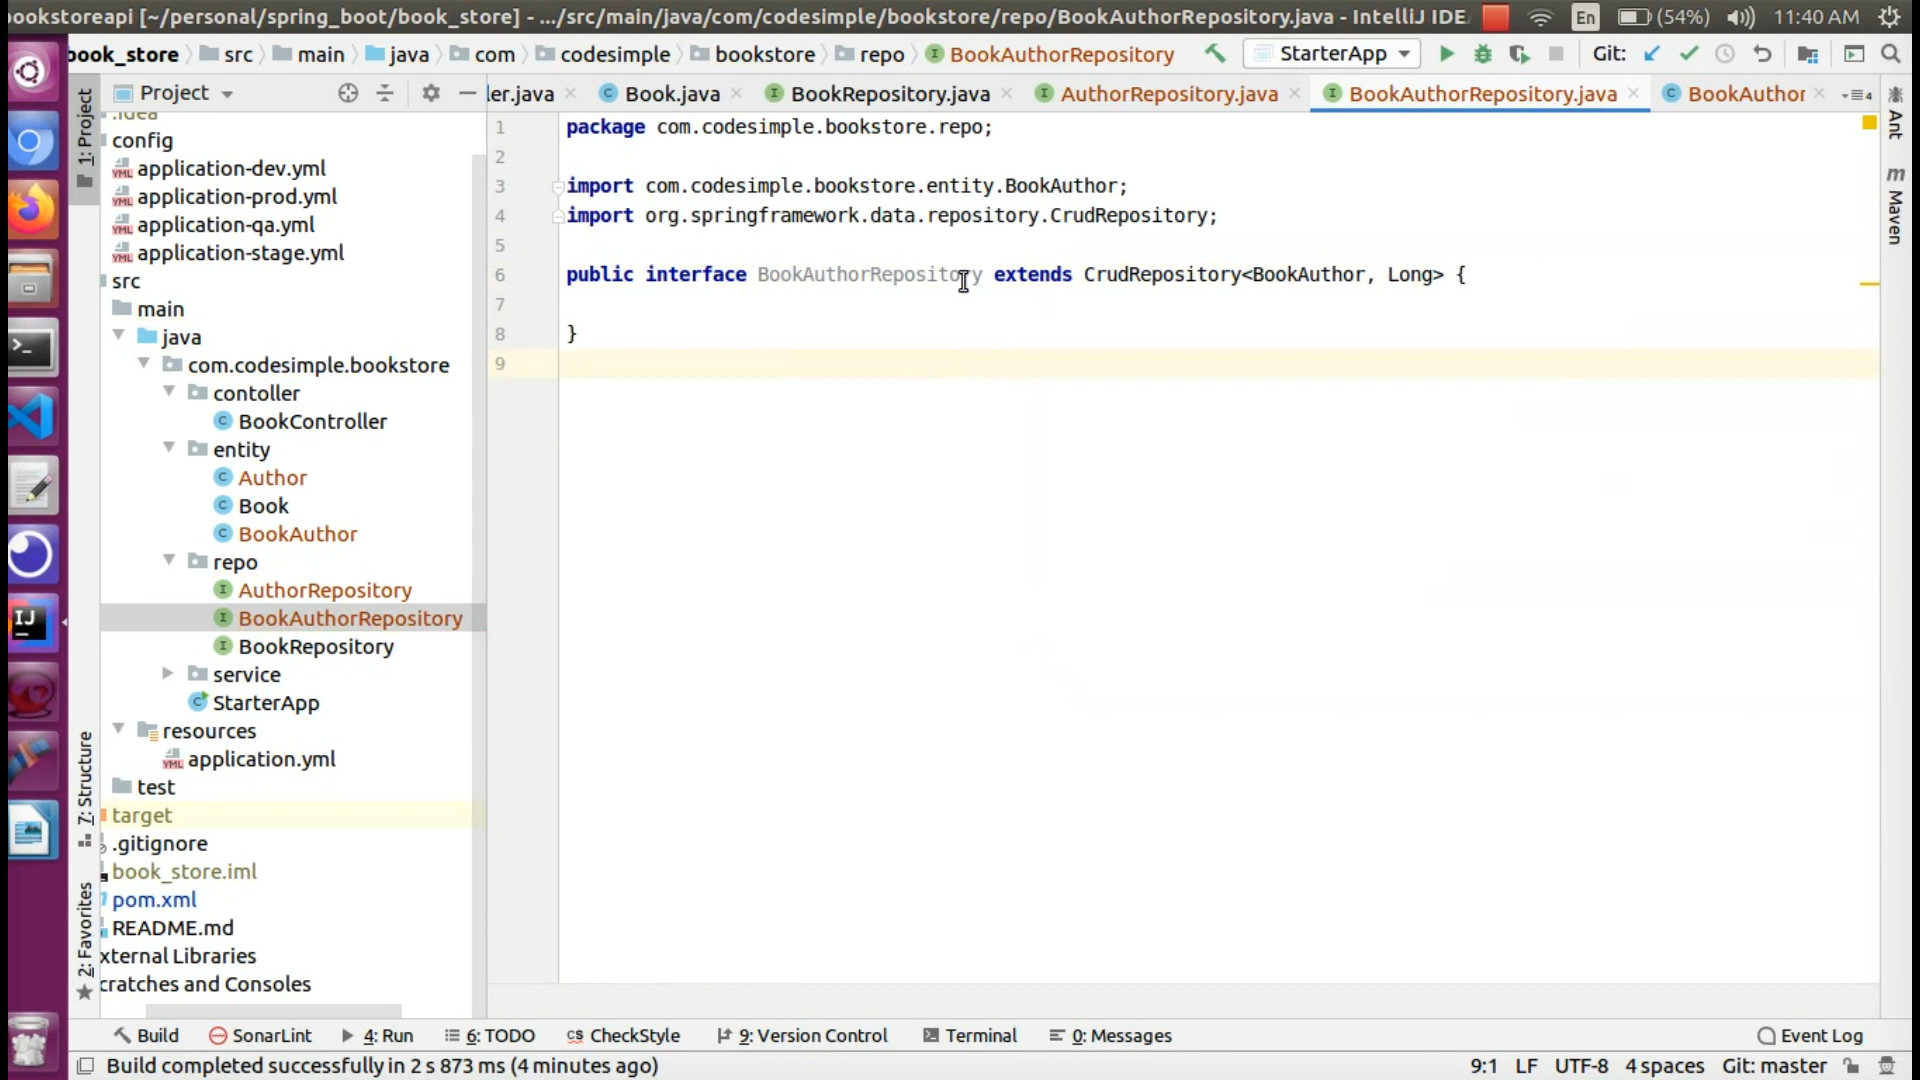 ookstoreapi [~/personal/spring_boot/book_store] - .../src/main/java/com/codesimple/bookstore/repo/BookAuthorRepository.java - IntelliJ IDE
En
(54%)
11:40 AM
book_store
src
main
java
com
codesimple
bookstore
repo
BookAuthorRepository
StarterApp
Git:
1: Project
Project
ler.java
Book.java
BookRepository.java
AuthorRepository.java
BookAuthorRepository.java
BookAuthor
4
Ant
m Maven
.idea
config
application-dev.yml
application-prod.yml
application-qa.yml
application-stage.yml
src
main
java
com.codesimple.bookstore
contoller
BookController
entity
Author
Book
BookAuthor
repo
AuthorRepository
BookAuthorRepository
BookRepository
service
StarterApp
resources
application.yml
test
target
.gitignore
book_store.iml
pom.xml
README.md
xternal Libraries
cratches and Consoles
7: Structure
2: Favorites
1 package com.codesimple.bookstore.repo;
2
3 import com.codesimple.bookstore.entity.BookAuthor;
4 import org.springframework.data.repository.CrudRepository;
5
6 public interface BookAuthorRepository extends CrudRepository<BookAuthor, Long> {
7
8 }
9
Build
SonarLint
4: Run
6: TODO
CS CheckStyle
9: Version Control
Terminal
0: Messages
Event Log
Build completed successfully in 2 s 873 ms (4 minutes ago)
9:1
LF
UTF-8
4 spaces
Git: master